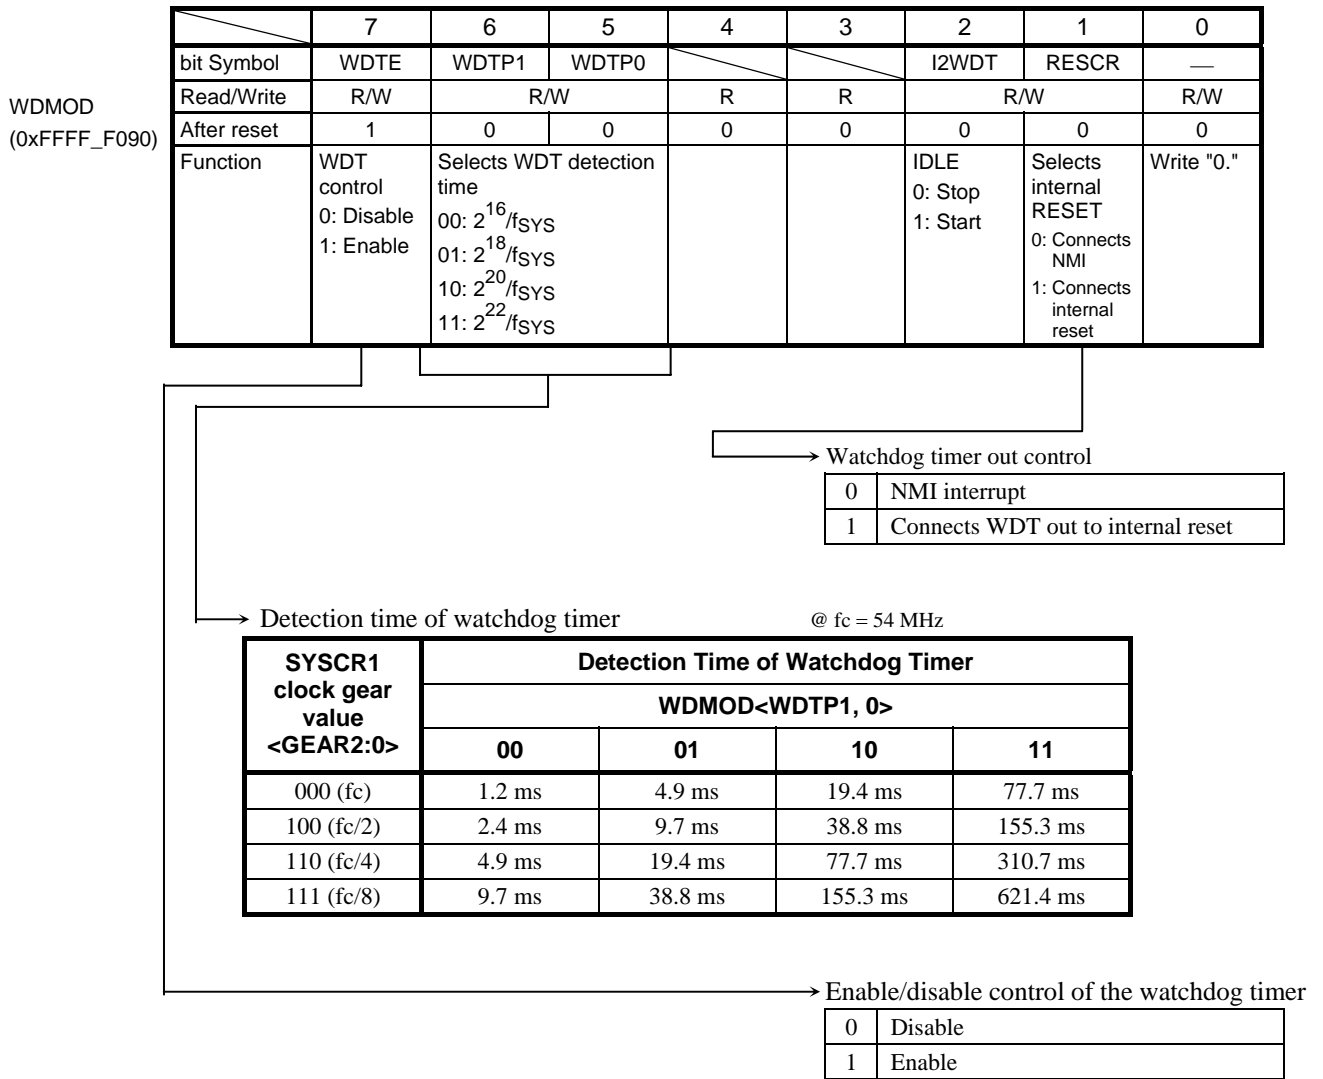 7 6 5 4 3 2 1 0
bit Symbol WDTE WDTP1 WDTP0 I2WDT RESCR —
WDMOD
(0xFFFF_F090)
Read/Write R/W R/W R R R/W R/W
After reset 1 0 0 0 0 0 0 0
Function
WDT
control
0: Disable
1: Enable
Selects WDT detection
time
00: 2^16/fSYS
01: 2^18/fSYS
10: 2^20/fSYS
11: 2^22/fSYS
IDLE
0: Stop
1: Start
Selects
internal
RESET
0: Connects
NMI
1: Connects
internal
reset
Write "0."
Watchdog timer out control
0 NMI interrupt
1 Connects WDT out to internal reset
Detection time of watchdog timer @ fc = 54 MHz
SYSCR1
clock gear
value
<GEAR2:0>
Detection Time of Watchdog Timer
WDMOD<WDTP1, 0>
00 01 10 11
000 (fc) 1.2 ms 4.9 ms 19.4 ms 77.7 ms
100 (fc/2) 2.4 ms 9.7 ms 38.8 ms 155.3 ms
110 (fc/4) 4.9 ms 19.4 ms 77.7 ms 310.7 ms
111 (fc/8) 9.7 ms 38.8 ms 155.3 ms 621.4 ms
Enable/disable control of the watchdog timer
0 Disable
1 Enable